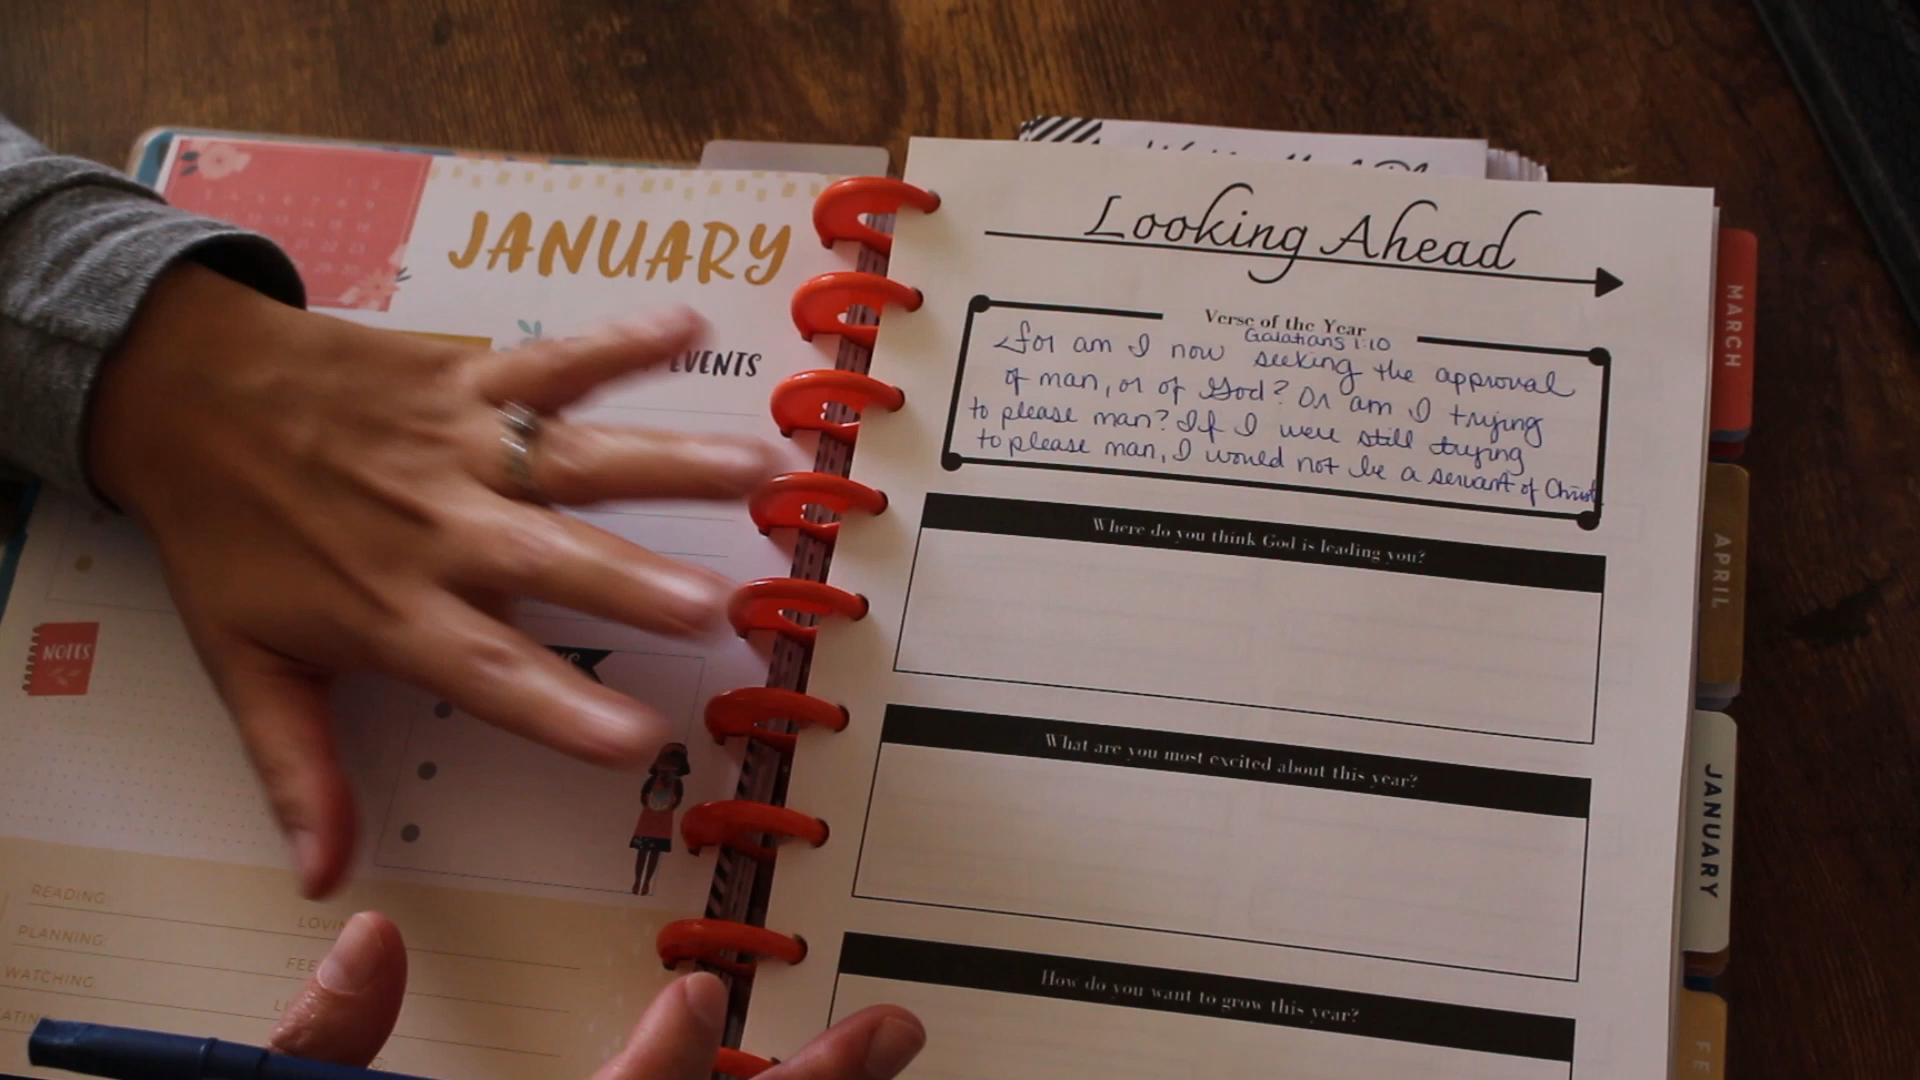 JANUARY
EVENTS
NOTES
READING:
LOVIN
PLANNING:
FEE
WATCHING
Looking Ahead
Verse of the Year
Galatians 1:10
For am I now seeking the approval
of man, or of God? Or am I trying
to please man? If I were still trying
to please man, I would not be a servant of Christ
Where do you think God is leading you?
What are you most excited about this year?
How do you want to grow this year?
MARCH
APRIL
JANUARY
FE